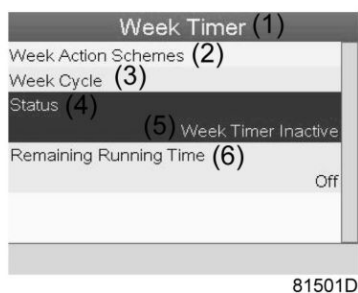 Week Timer (1)
Week Action Schemes (2)
Week Cycle (3)
Status (4)
(5) Week Timer Inactive
Remaining Running Time (6)
Off
81501D